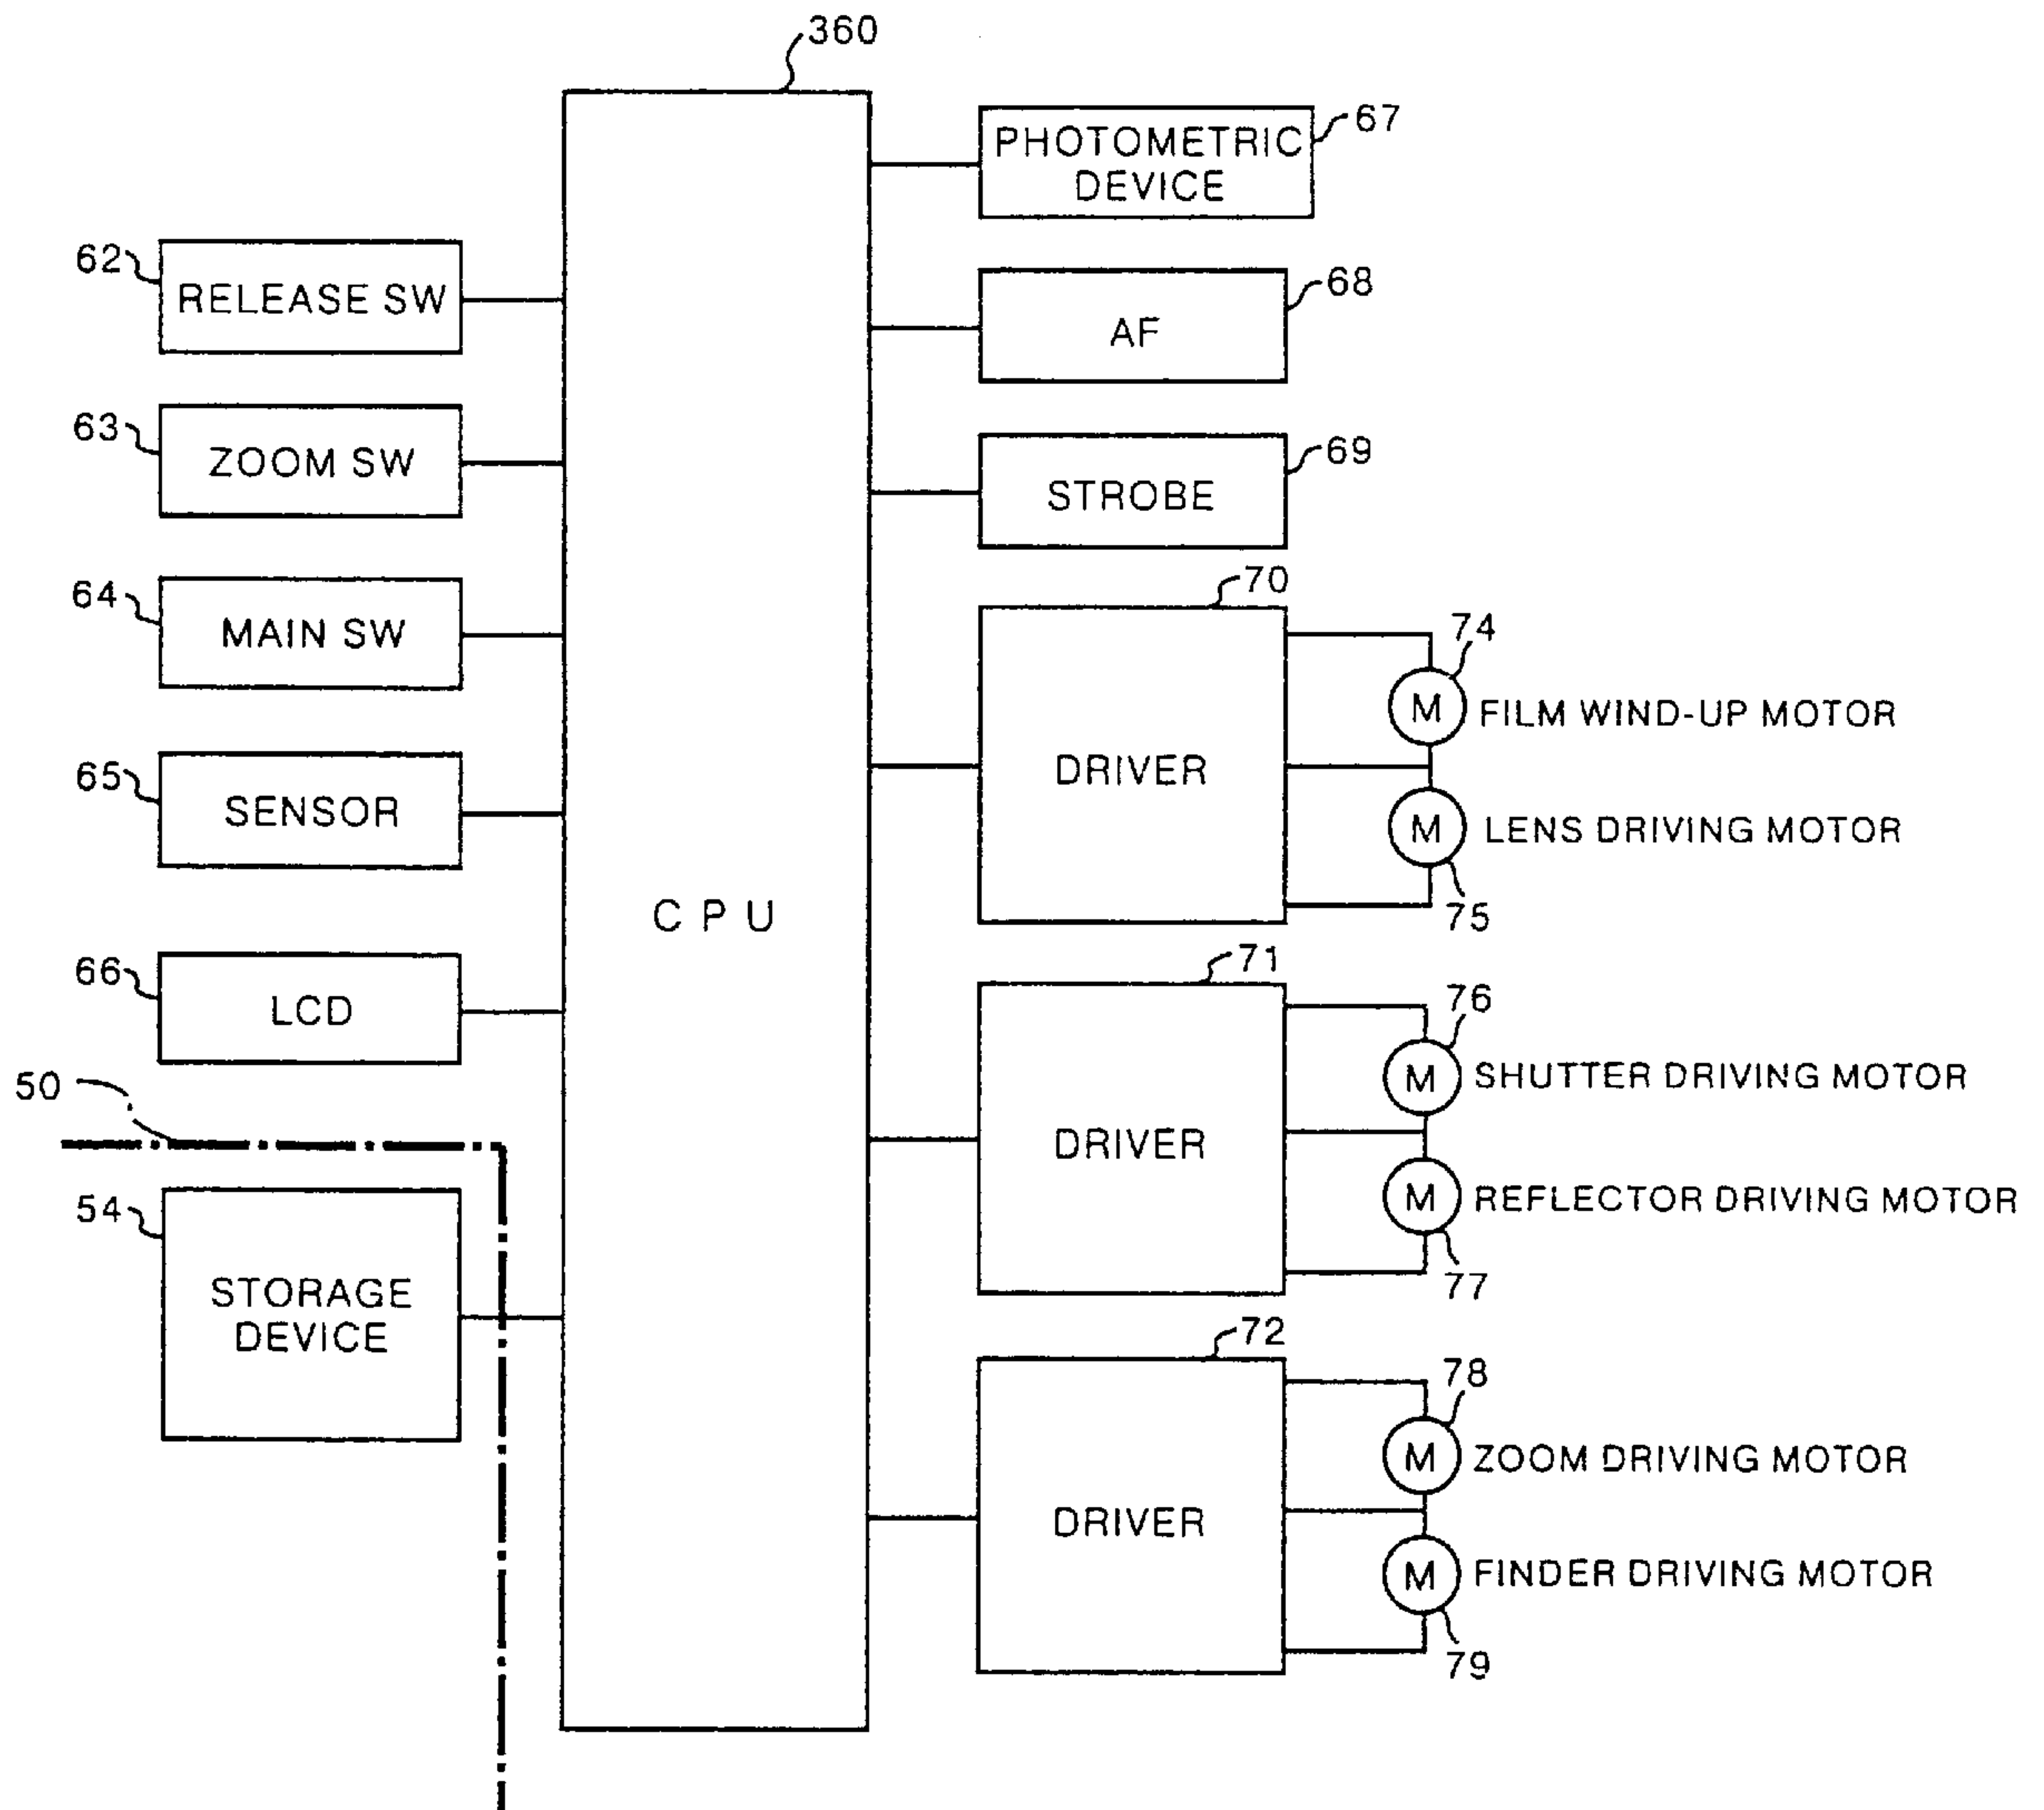 360
PHOTOMETRIC
DEVICE
67
62
RELEASE SW
AF
68
63
ZOOM SW
STROBE
69
64
MAIN SW
70
DRIVER
74
M
FILM WIND-UP MOTOR
65
SENSOR
M
LENS DRIVING MOTOR
75
CPU
66
LCD
71
DRIVER
76
M
SHUTTER DRIVING MOTOR
50
M
REFLECTOR DRIVING MOTOR
77
54
STORAGE
DEVICE
72
DRIVER
78
M
ZOOM DRIVING MOTOR
M
FINDER DRIVING MOTOR
79